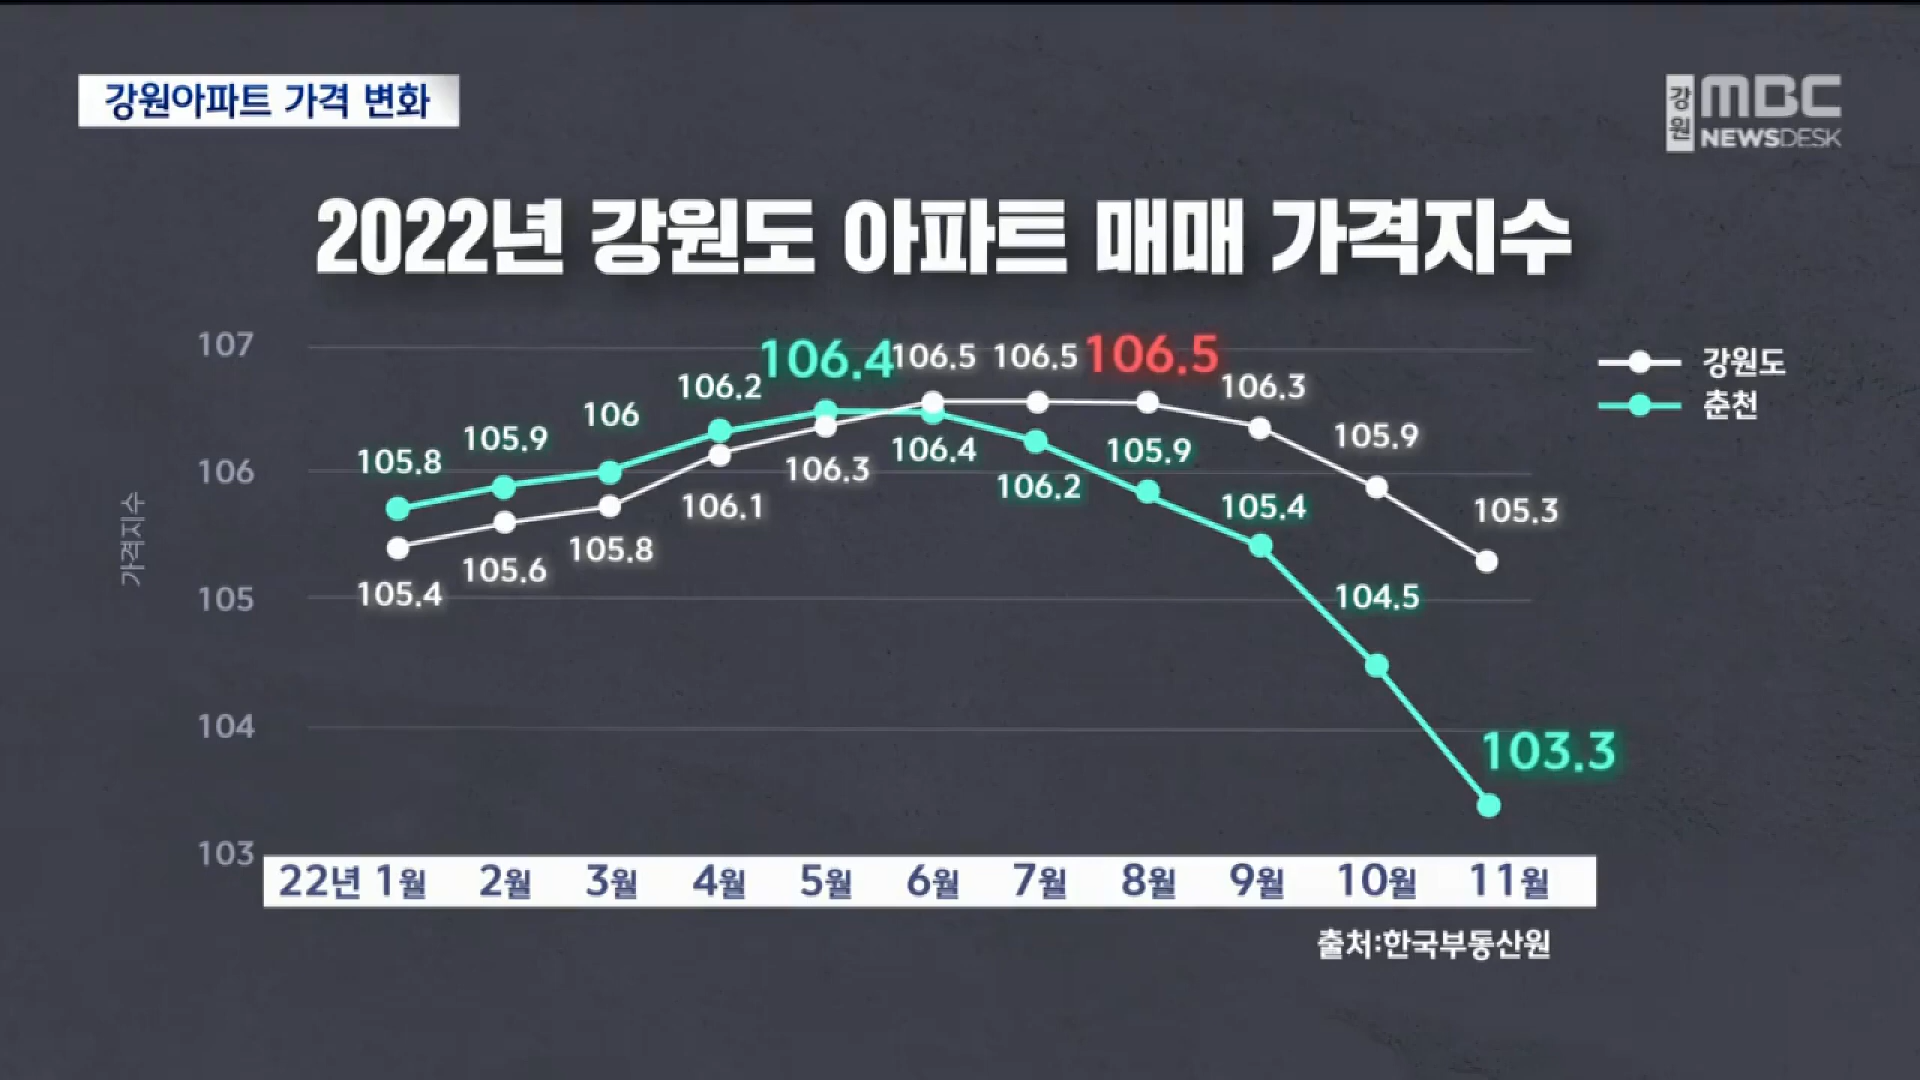 강원아파트 가격 변화
강원
MBC
NEWSDESK
2022년 강원도 아파트 매매 가격지수
강원도
춘천
가격지수
107
106
105
104
103
105.8
105.9
106
106.2
106.4
106.5
106.5
106.5
106.3
105.9
105.3
105.4
105.6
105.8
106.1
106.3
106.4
106.2
105.9
105.4
104.5
103.3
22년 1월 2월 3월 4월 5월 6월 7월 8월 9월 10월 11월
출처:한국부동산원